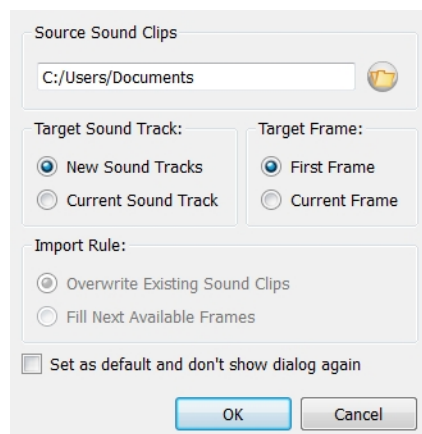 Source Sound Clips
C:/Users/Documents
Target Sound Track:
New Sound Tracks
Current Sound Track
Target Frame:
First Frame
Current Frame
Import Rule:
Overwrite Existing Sound Clips
Fill Next Available Frames
Set as default and don't show dialog again
OK
Cancel